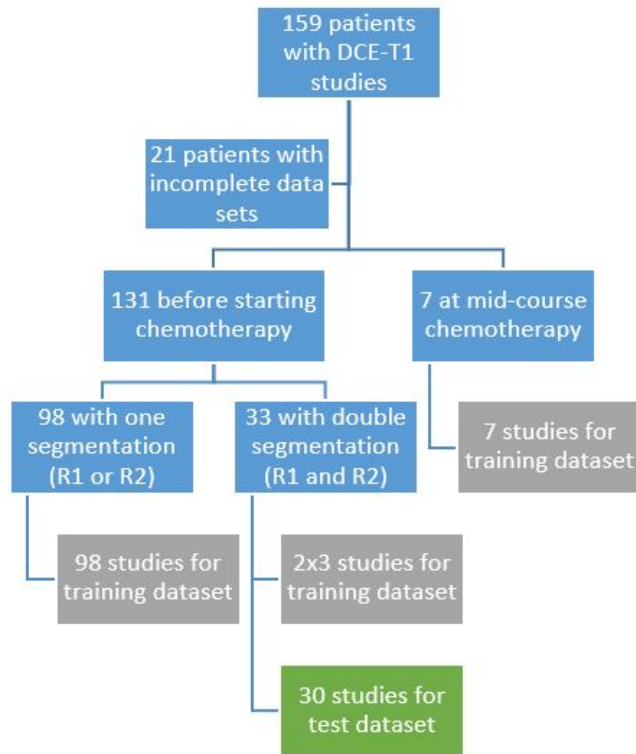 159 patients
with DCE-T1
studies
21 patients with
incomplete data
sets
131 before starting
chemotherapy
7 at mid-course
chemotherapy
98 with one
segmentation
(R1 or R2)
33 with double
segmentation
(R1 and R2)
7 studies for
training dataset
98 studies for
training dataset
2x3 studies for
training dataset
30 studies for
test dataset